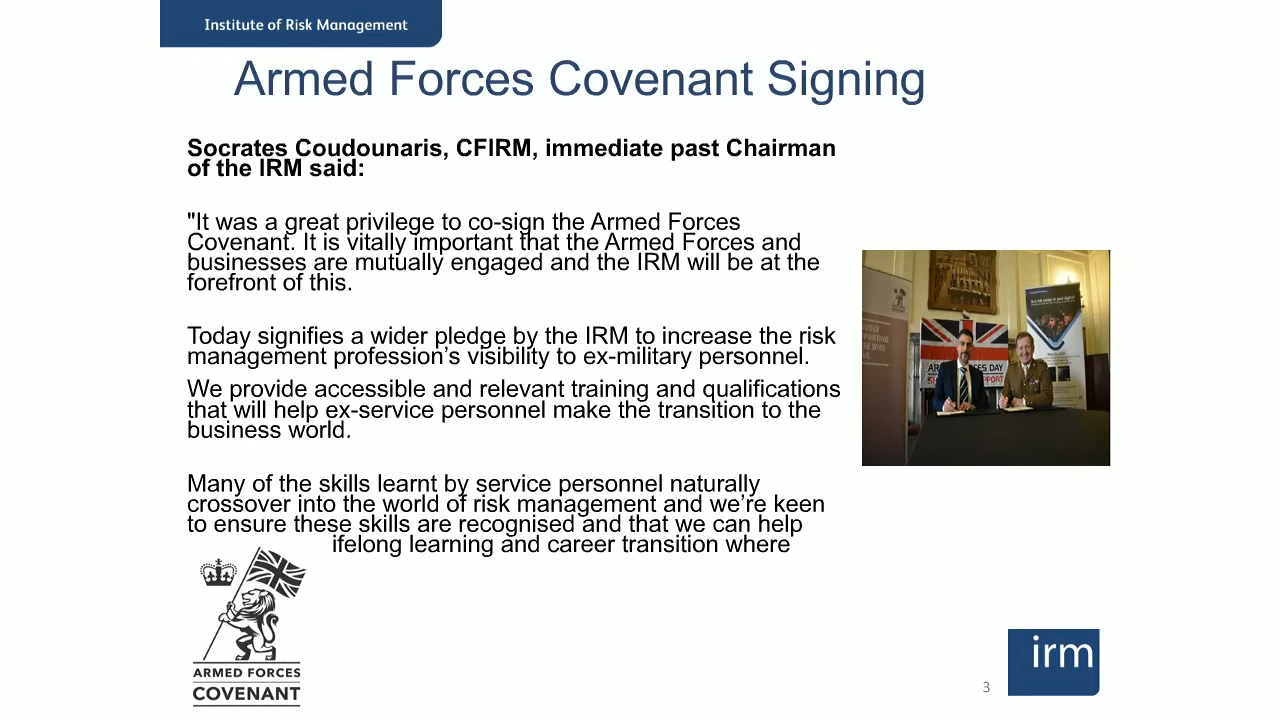 Institute of Risk Management
Armed Forces Covenant Signing
Socrates Coudounaris, CFIRM, immediate past Chairman
of the IRM said:
"It was a great privilege to co-sign the Armed Forces
Covenant. It is vitally important that the Armed Forces and
businesses are mutually engaged and the IRM will be at the
forefront of this.
Today signifies a wider pledge by the IRM to increase the risk
management profession’s visibility to ex-military personnel.
We provide accessible and relevant training and qualifications
that will help ex-service personnel make the transition to the
business world.
Many of the skills learnt by service personnel naturally
crossover into the world of risk management and we’re keen
to ensure these skills are recognised and that we can help
ifelong learning and career transition where
ARMED FORCES
COVENANT
3
irm